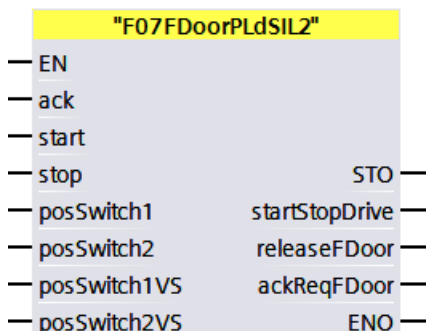 "F07FDoorPLdSIL2"
EN
ack
start
stop STO
posSwitch1 startStopDrive
posSwitch2 releaseFDoor
posSwitch1VS ackReqFDoor
posSwitch2VS ENO